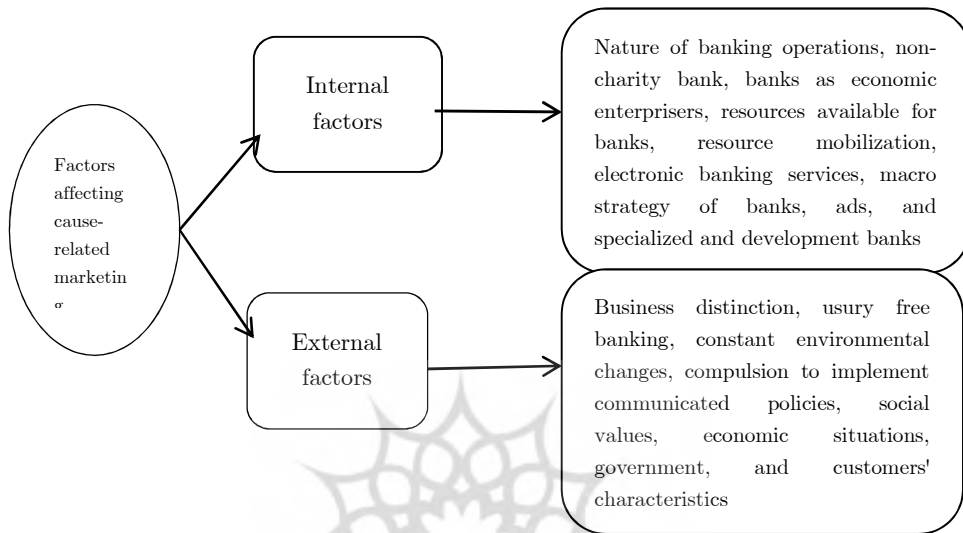 Factors
affecting
cause-
related
marketin
g
Internal
factors
Nature of banking operations, non-
charity bank, banks as economic
enterprisers, resources available for
banks, resource mobilization,
electronic banking services, macro
strategy of banks, ads, and
specialized and development banks
External
factors
Business distinction, usury free
banking, constant environmental
changes, compulsion to implement
communicated policies, social
values, economic situations,
government, and customers'
characteristics